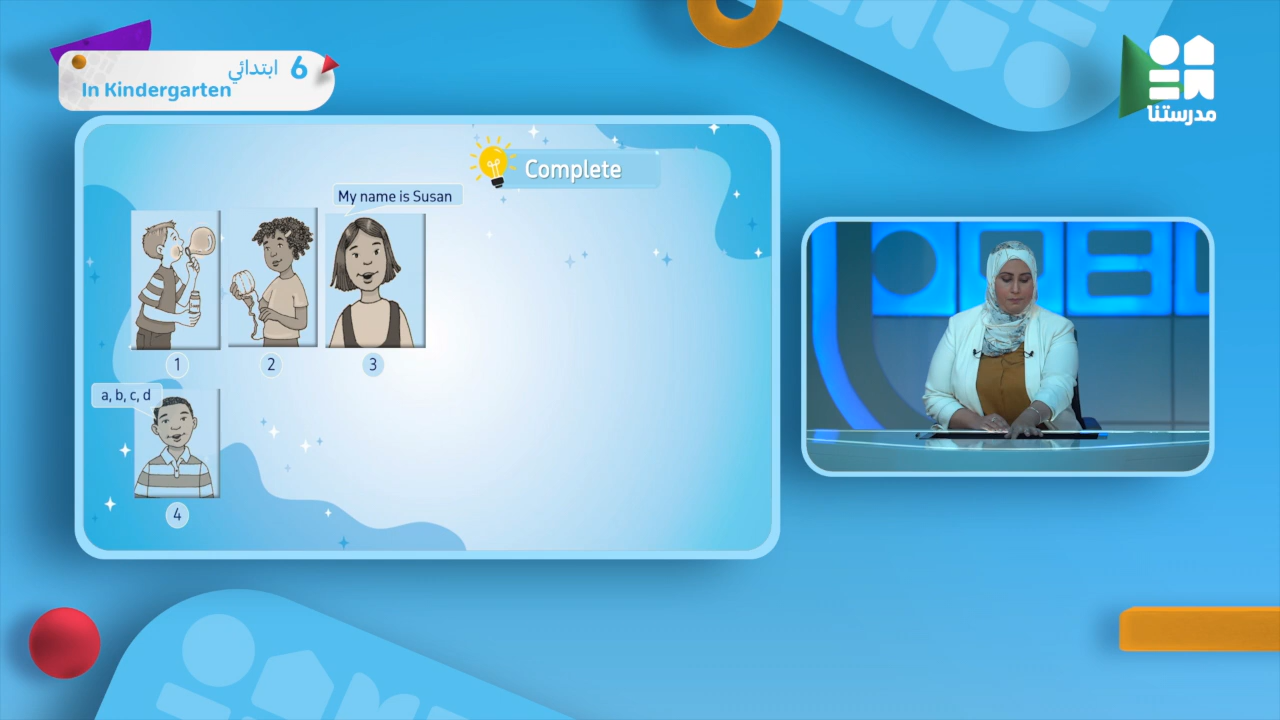 6 ابتدائي
In Kindergarten
مدرستنا
Complete
My name is Susan
1
2
3
a, b, c, d
4